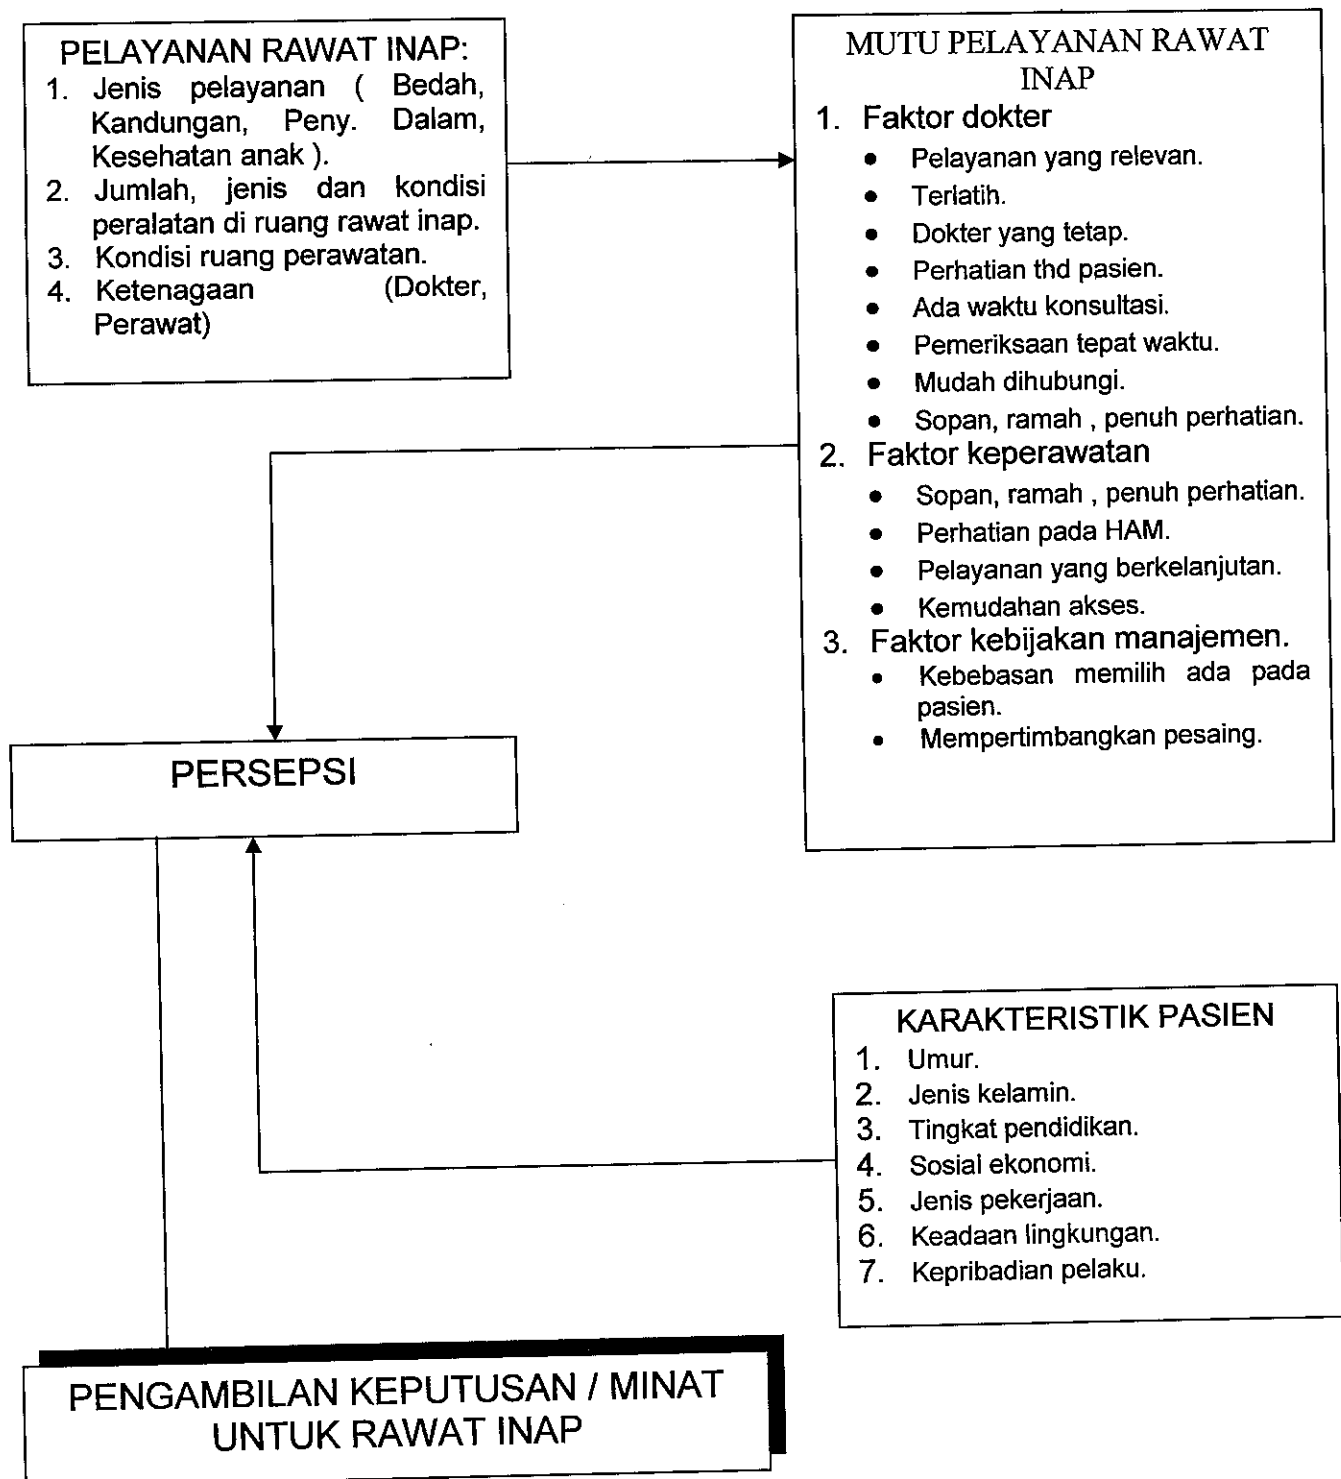 PELAYANAN RAWAT INAP:
1. Jenis pelayanan ( Bedah,
Kandungan, Peny. Dalam,
Kesehatan anak ).
2. Jumlah, jenis dan kondisi
peralatan di ruang rawat inap.
3. Kondisi ruang perawatan.
4. Ketenagaan (Dokter,
Perawat)
MUTU PELAYANAN RAWAT
INAP
1. Faktor dokter
• Pelayanan yang relevan.
• Terlatih.
• Dokter yang tetap.
• Perhatian thd pasien.
• Ada waktu konsultasi.
• Pemeriksaan tepat waktu.
• Mudah dihubungi.
• Sopan, ramah , penuh perhatian.
2. Faktor keperawatan
• Sopan, ramah , penuh perhatian.
• Perhatian pada HAM.
• Pelayanan yang berkelanjutan.
• Kemudahan akses.
3. Faktor kebijakan manajemen.
• Kebebasan memilih ada pada
pasien.
• Mempertimbangkan pesaing.
PERSEPSI
KARAKTERISTIK PASIEN
1. Umur.
2. Jenis kelamin.
3. Tingkat pendidikan.
4. Sosial ekonomi.
5. Jenis pekerjaan.
6. Keadaan lingkungan.
7. Kepribadian pelaku.
PENGAMBILAN KEPUTUSAN / MINAT
UNTUK RAWAT INAP